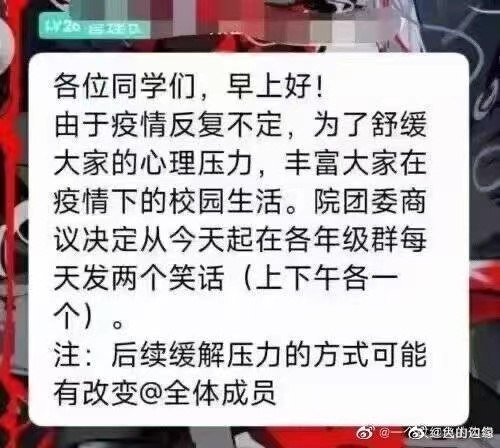 LV20 管理员
各位同学们，早上好！
由于疫情反复不定，为了舒缓
大家的心理压力，丰富大家在
疫情下的校园生活。院团委商
议决定从今天起在各年级群每
天发两个笑话（上下午各一
个）。
注：后续缓解压力的方式可能
有改变@全体成员